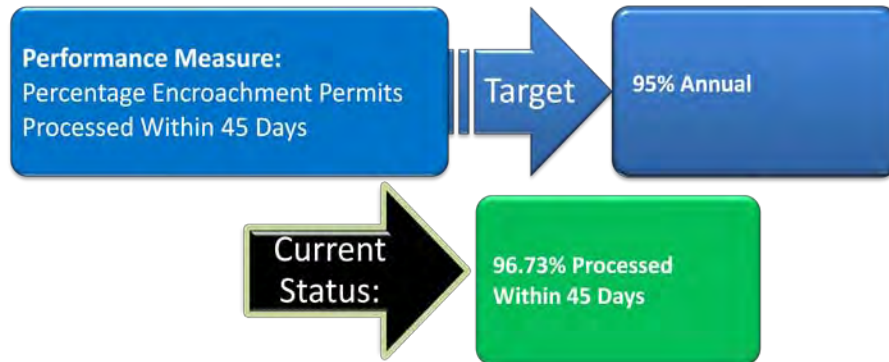 Performance Measure:
Percentage Encroachment Permits
Processed Within 45 Days
Target
95% Annual
Current
Status:
96.73% Processed
Within 45 Days